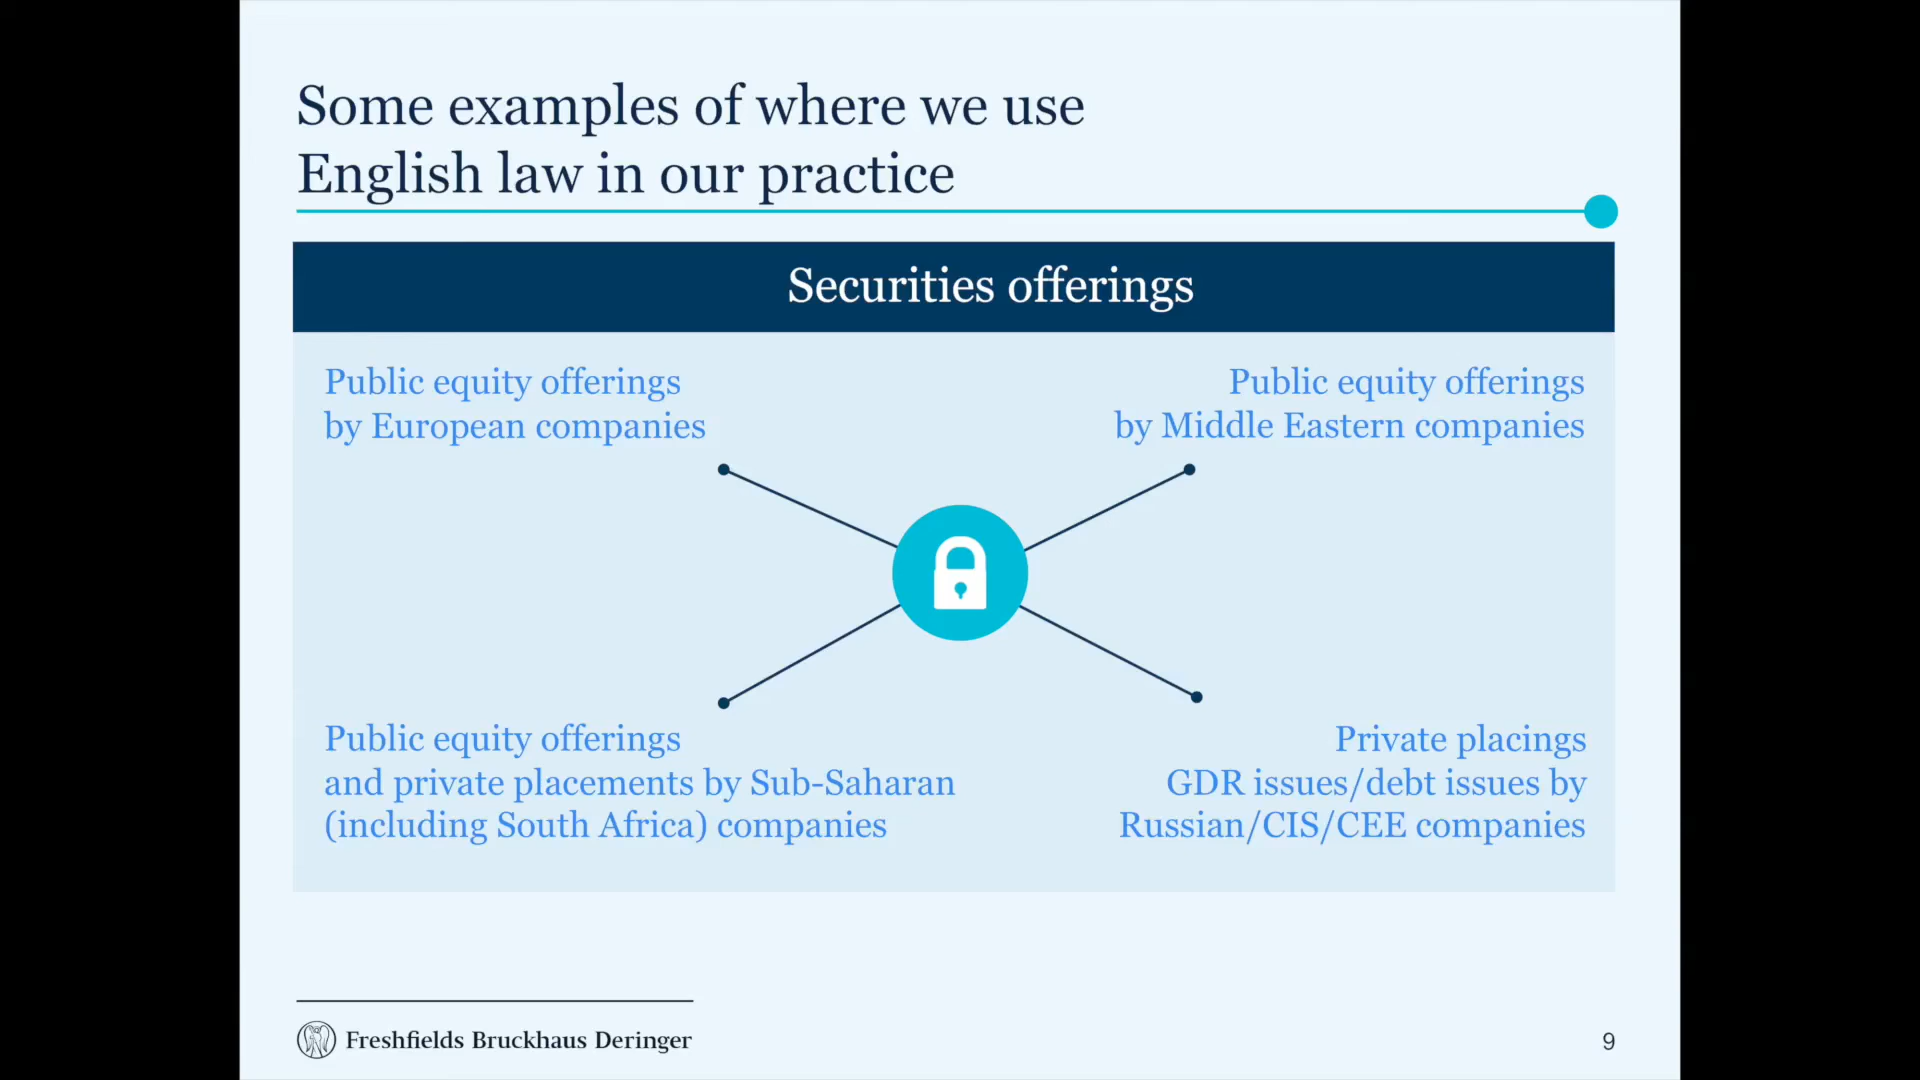 Some examples of where we use
English law in our practice
Securities offerings
Public equity offerings
by European companies
Public equity offerings
by Middle Eastern companies
Public equity offerings
and private placements by Sub-Saharan
(including South Africa) companies
Private placings
GDR issues/debt issues by
Russian/CIS/CEE companies
Freshfields Bruckhaus Deringer
9